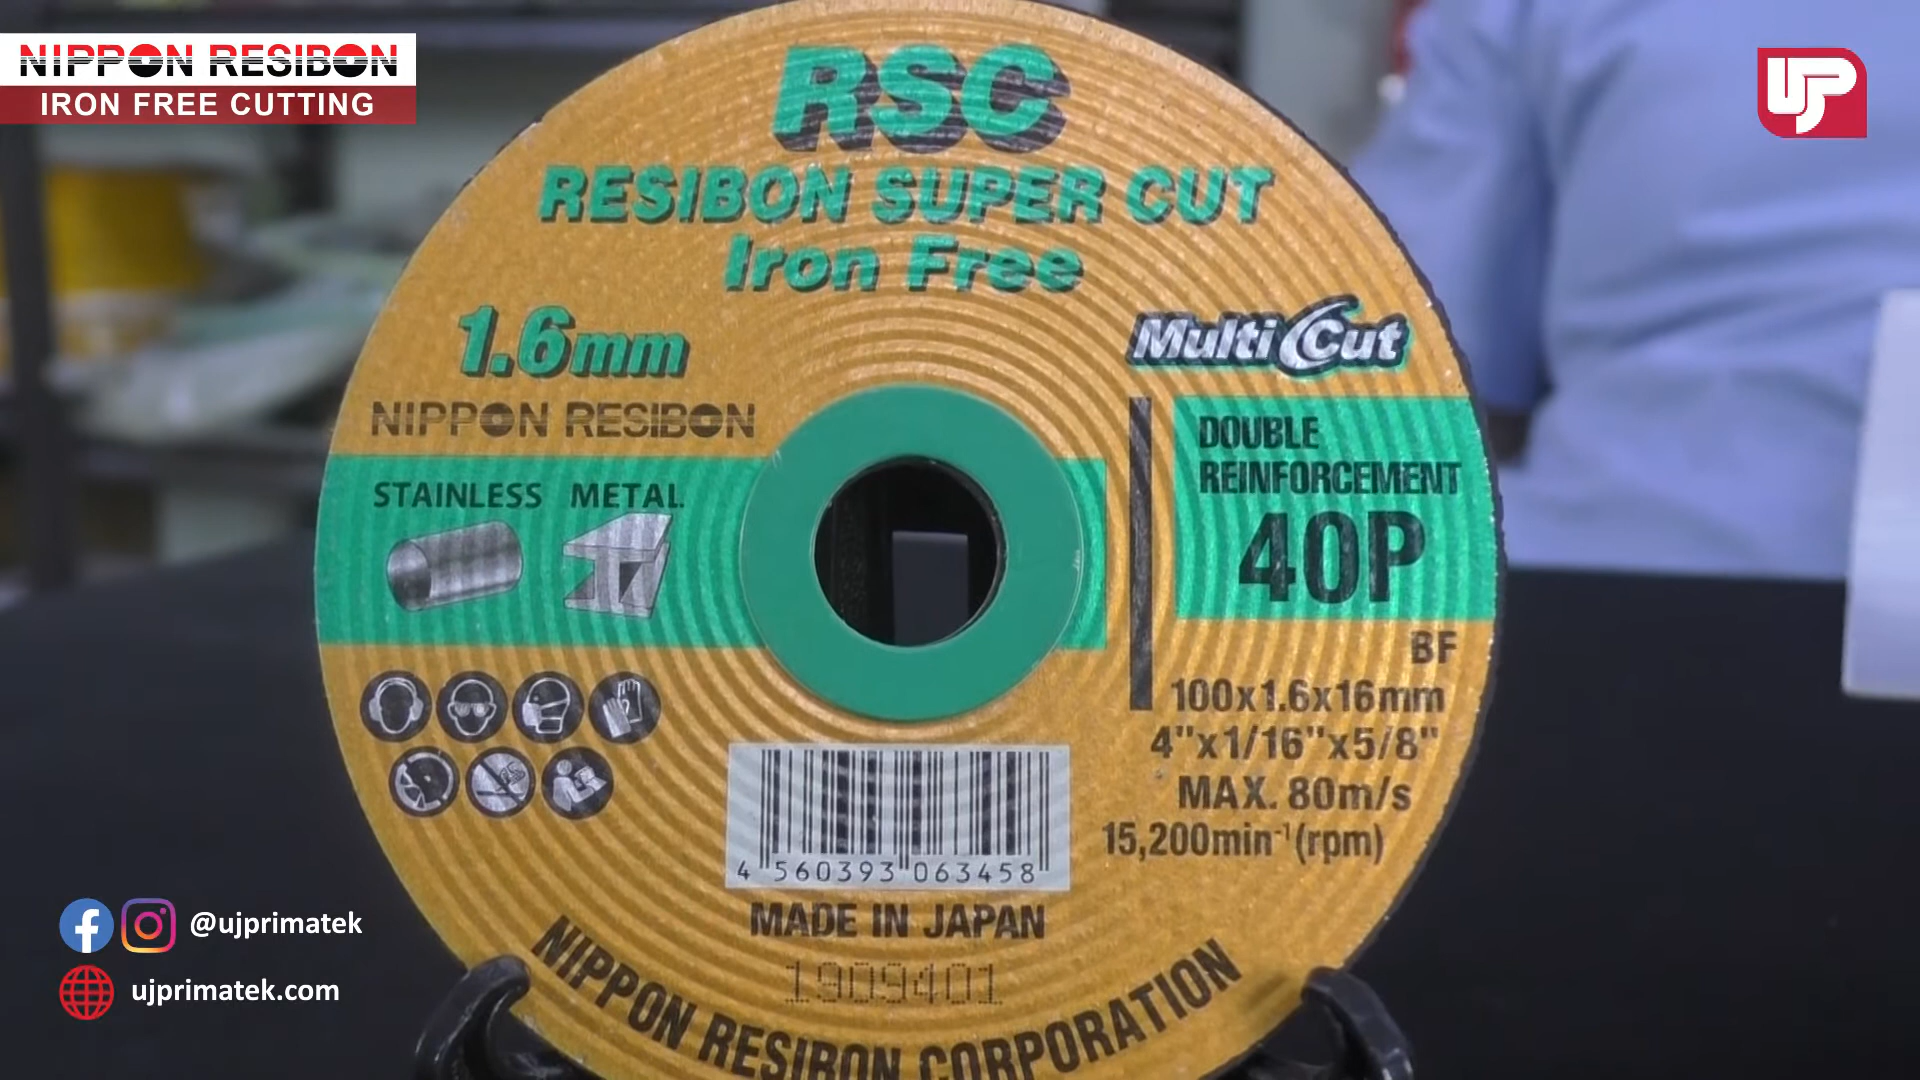 NIPPON RESIBON
IRON FREE CUTTING
UJP
RSC
RESIBON SUPER CUT
Iron Free
1.6mm
MultiCut
NIPPON RESIBON
STAINLESS METAL
DOUBLE
REINFORCEMENT
40P
BF
100x1.6x16mm
4"x1/16"x5/8"
MAX. 80m/s
15,200min⁻¹(rpm)
4 560393 063458
MADE IN JAPAN
1909401
NIPPON RESIBON CORPORATION
@ujprimatek
ujprimatek.com